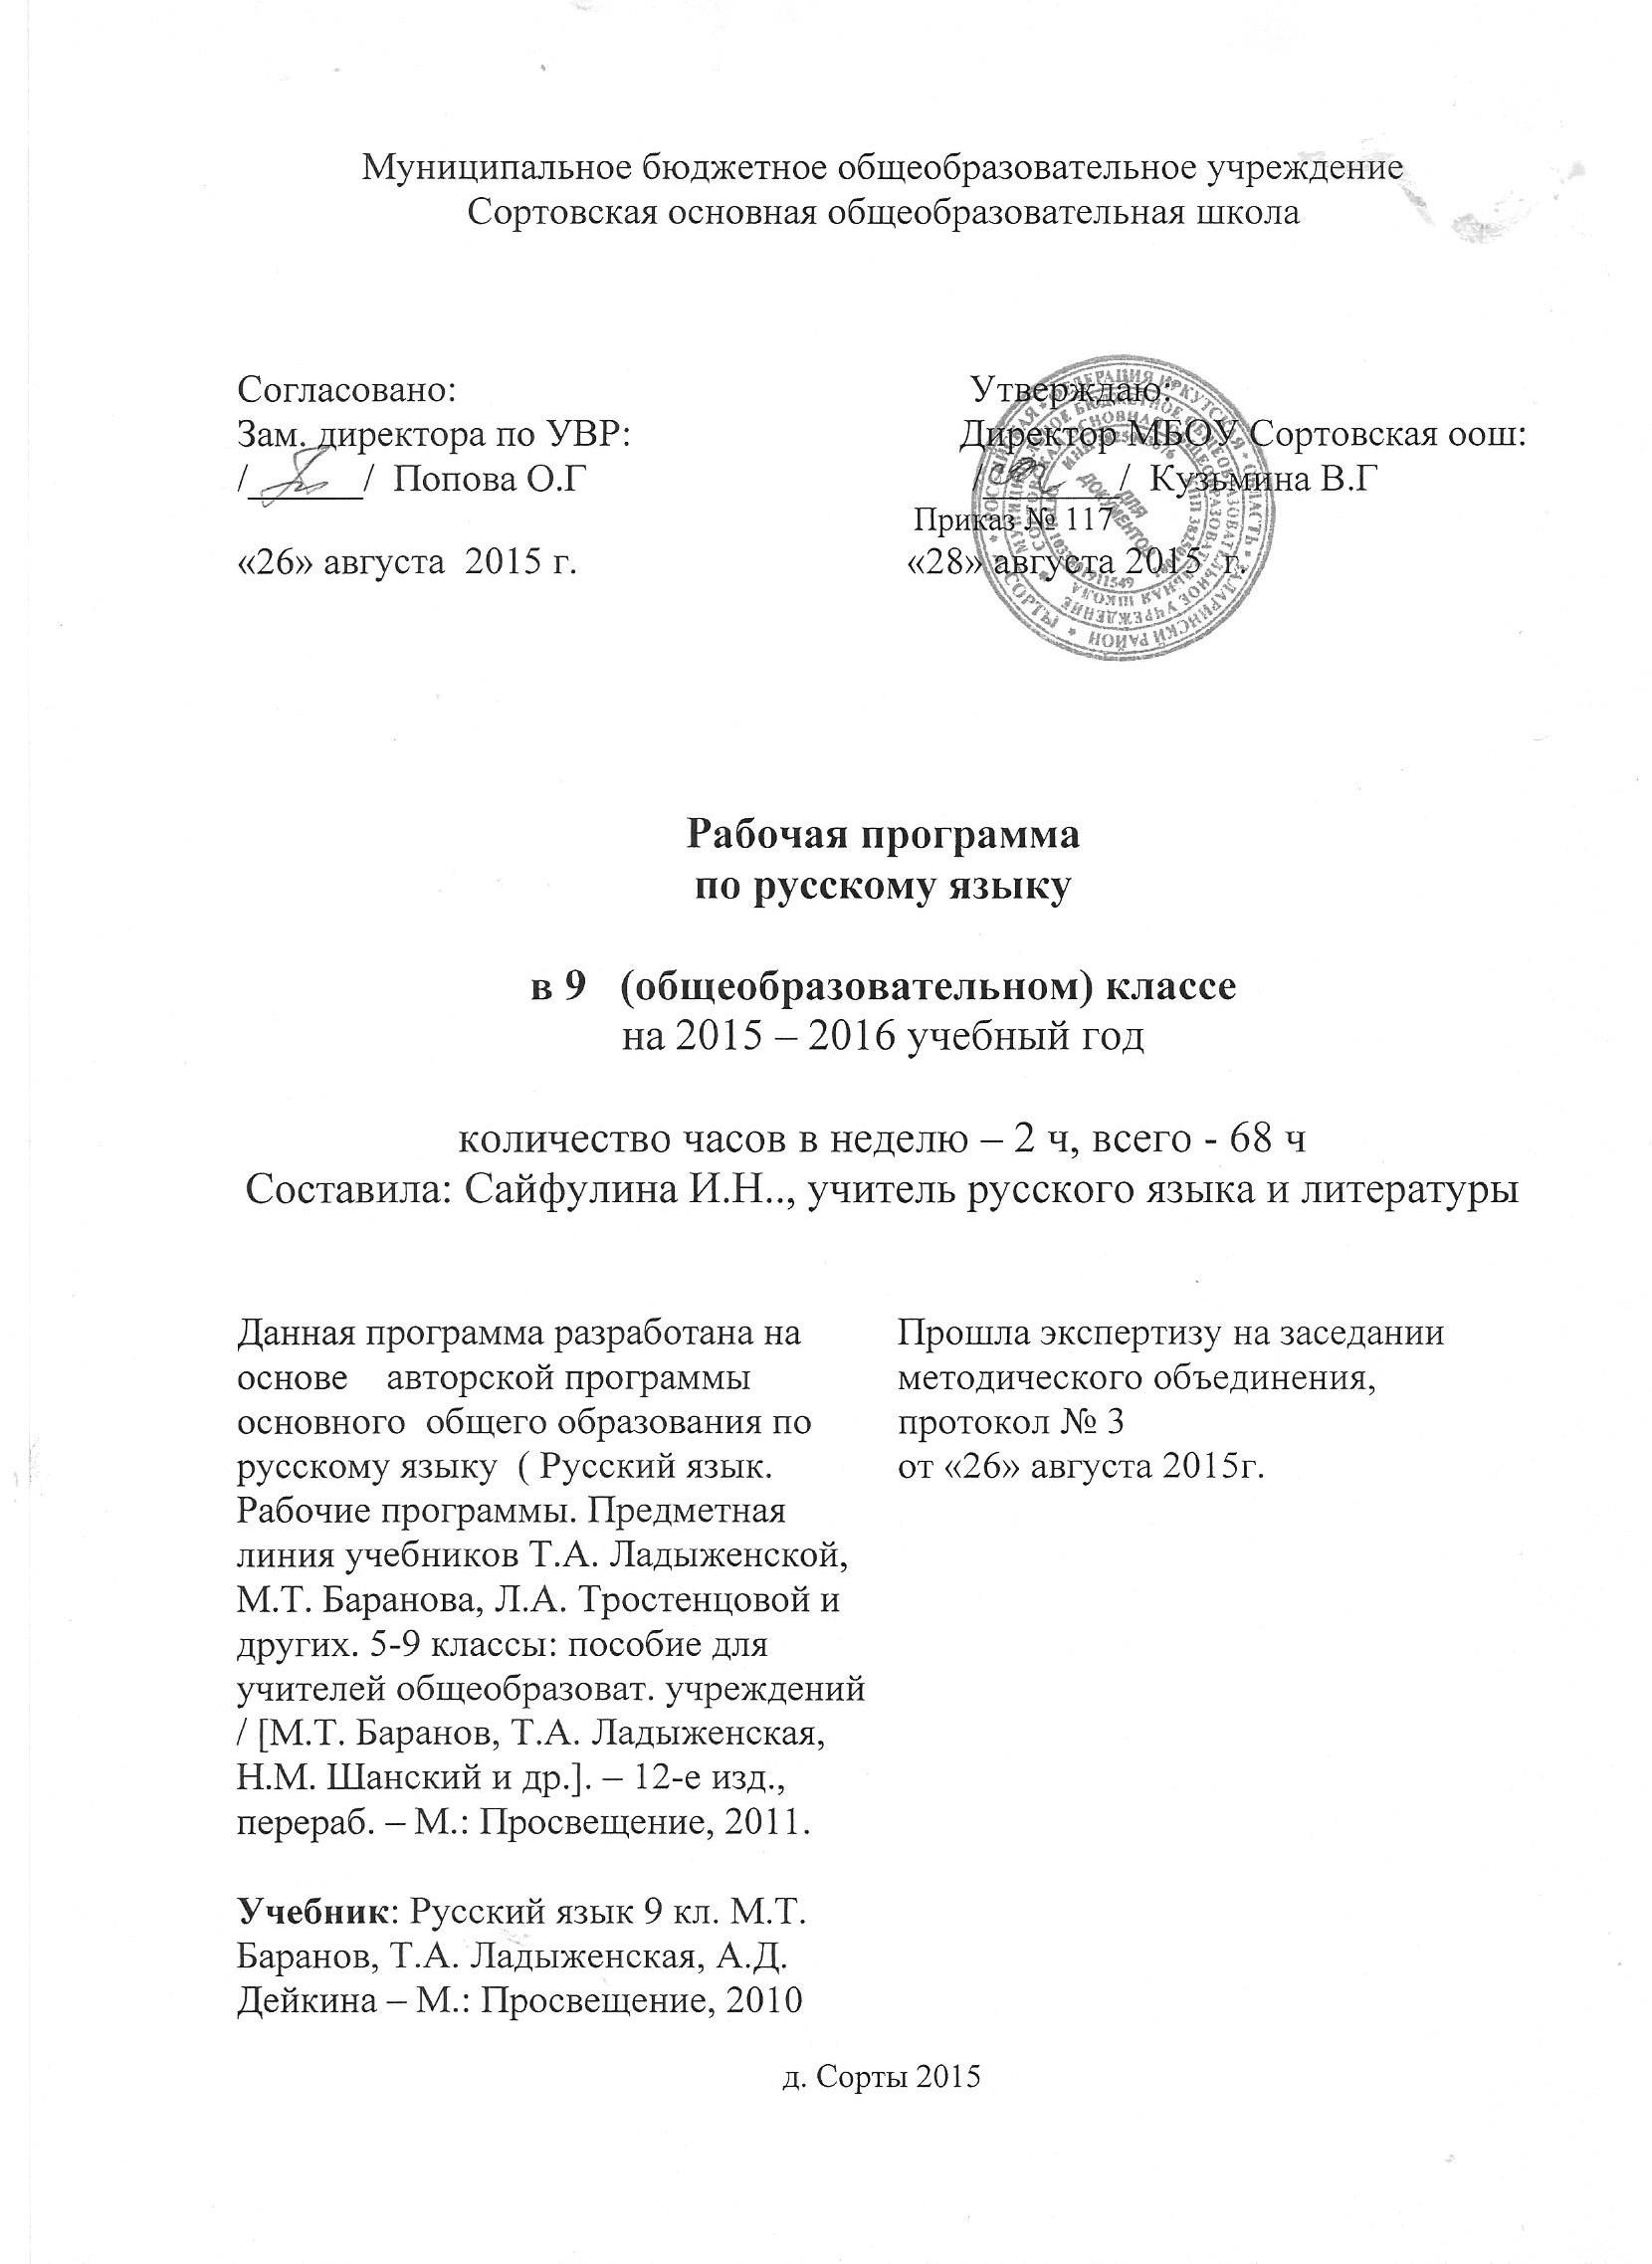 Муниципальное бюджетное общеобразовательное учреждение
Сортовская основная общеобразовательная школа
Согласовано:
Зам. директора по УВР:
/______/ Попова О.Г
«26» августа 2015 г.
Утверждаю:
Директор МБОУ Сортовская оош:
/_______/ Кузьмина В.Г
Приказ № 117
«28» августа 2015 г.
ДЛЯ
ДОКУМЕНТОВ
Рабочая программа
по русскому языку
в 9 (общеобразовательном) классе
на 2015 – 2016 учебный год
количество часов в неделю – 2 ч, всего - 68 ч
Составила: Сайфулина И.Н.., учитель русского языка и литературы
Данная программа разработана на
основе авторской программы
основного общего образования по
русскому языку ( Русский язык.
Рабочие программы. Предметная
линия учебников Т.А. Ладыженской,
М.Т. Баранова, Л.А. Тростенцовой и
других. 5-9 классы: пособие для
учителей общеобразоват. учреждений
/ [М.Т. Баранов, Т.А. Ладыженская,
Н.М. Шанский и др.]. – 12-е изд.,
перераб. – М.: Просвещение, 2011.
Учебник: Русский язык 9 кл. М.Т.
Баранов, Т.А. Ладыженская, А.Д.
Дейкина – М.: Просвещение, 2010
Прошла экспертизу на заседании
методического объединения,
протокол № 3
от «26» августа 2015г.
д. Сорты 2015